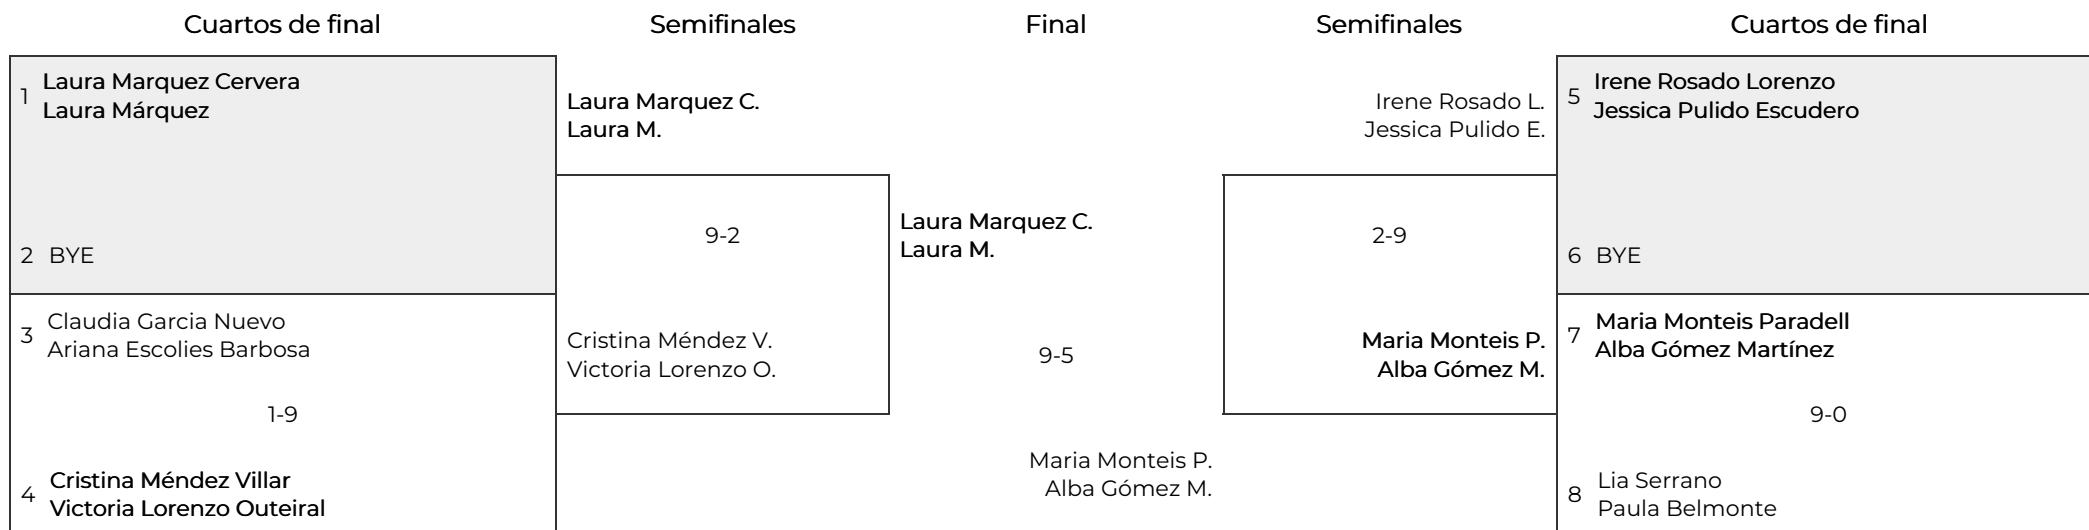 Cuartos de final
Semifinales
Final
Semifinales
Cuartos de final
1
Laura Marquez Cervera
Laura Márquez
2 BYE
3
Claudia Garcia Nuevo
Ariana Escolies Barbosa
1-9
4
Cristina Méndez Villar
Victoria Lorenzo Outeiral
Laura Marquez C.
Laura M.
9-2
Cristina Méndez V.
Victoria Lorenzo O.
Laura Marquez C.
Laura M.
9-5
Maria Monteis P.
Alba Gómez M.
Irene Rosado L.
Jessica Pulido E.
2-9
Maria Monteis P.
Alba Gómez M.
5
Irene Rosado Lorenzo
Jessica Pulido Escudero
6 BYE
7
Maria Monteis Paradell
Alba Gómez Martínez
9-0
8
Lia Serrano
Paula Belmonte